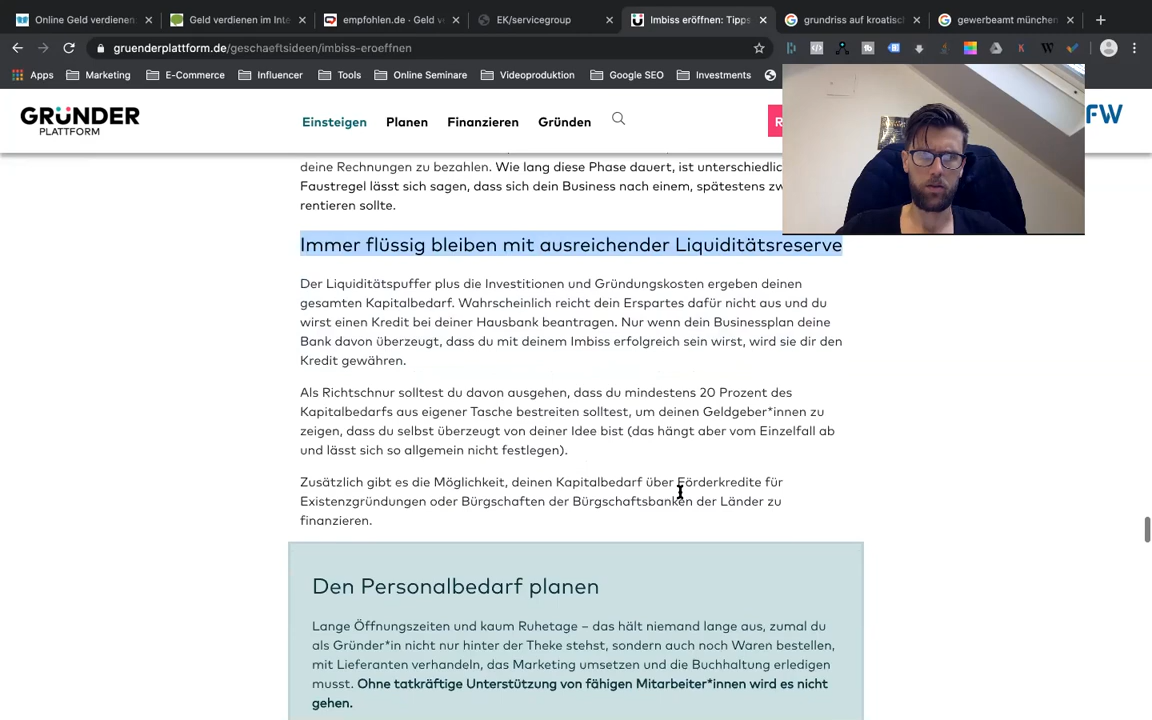 Online Geld verdienen
Geld verdienen im Inte
empfohlen.de - Geld v
EK/servicegroup
Imbiss eröffnen: Tipps
grundriss auf kroatisch
gewerbeamt münchen
gruenderplattform.de/geschaeftsideen/imbiss-eroeffnen
Apps Marketing E-Commerce Influencer Tools Online Seminare Videoproduktion Google SEO Investments
GRÜNDER
PLATTFORM
Einsteigen Planen Finanzieren Gründen
R
FW
deine Rechnungen zu bezahlen. Wie lang diese Phase dauert, ist unterschiedlic
Faustregel lässt sich sagen, dass sich dein Business nach einem, spätestens zw
rentieren sollte.
Immer flüssig bleiben mit ausreichender Liquiditätsreserve
Der Liquiditätspuffer plus die Investitionen und Gründungskosten ergeben deinen
gesamten Kapitalbedarf. Wahrscheinlich reicht dein Erspartes dafür nicht aus und du
wirst einen Kredit bei deiner Hausbank beantragen. Nur wenn dein Businessplan deine
Bank davon überzeugt, dass du mit deinem Imbiss erfolgreich sein wirst, wird sie dir den
Kredit gewähren.
Als Richtschnur solltest du davon ausgehen, dass du mindestens 20 Prozent des
Kapitalbedarfs aus eigener Tasche bestreiten solltest, um deinen Geldgeber*innen zu
zeigen, dass du selbst überzeugt von deiner Idee bist (das hängt aber vom Einzelfall ab
und lässt sich so allgemein nicht festlegen).
Zusätzlich gibt es die Möglichkeit, deinen Kapitalbedarf über Förderkredite für
Existenzgründungen oder Bürgschaften der Bürgschaftsbanken der Länder zu
finanzieren.
Den Personalbedarf planen
Lange Öffnungszeiten und kaum Ruhetage – das hält niemand lange aus, zumal du
als Gründer*in nicht nur hinter der Theke stehst, sondern auch noch Waren bestellen,
mit Lieferanten verhandeln, das Marketing umsetzen und die Buchhaltung erledigen
musst. Ohne tatkräftige Unterstützung von fähigen Mitarbeiter*innen wird es nicht
gehen.